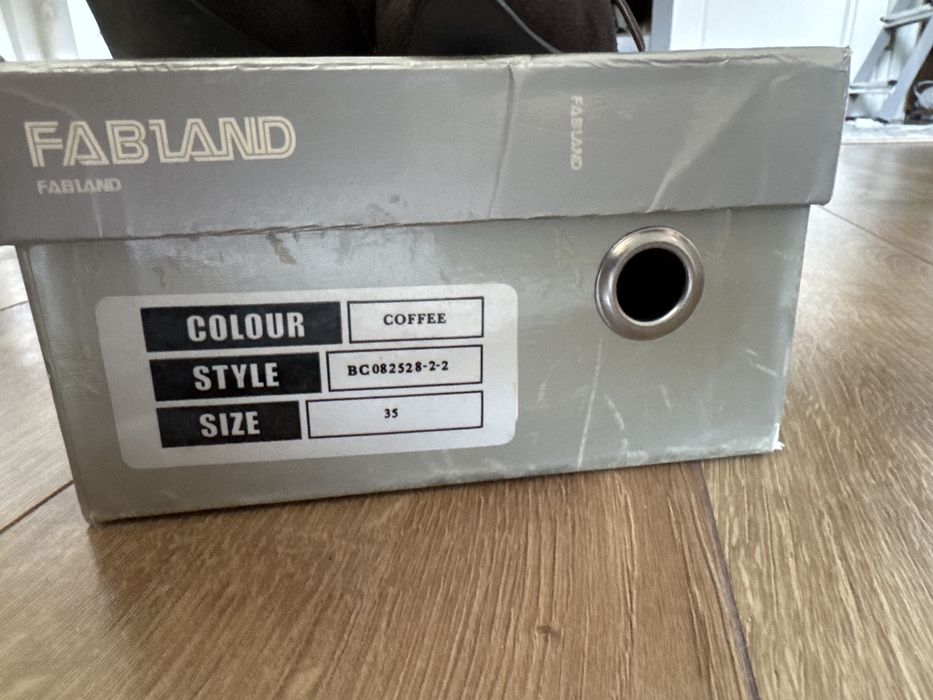 FABLAND
FABLAND
FABLAND
COLOUR COFFEE
STYLE BC082528-2-2
SIZE 35